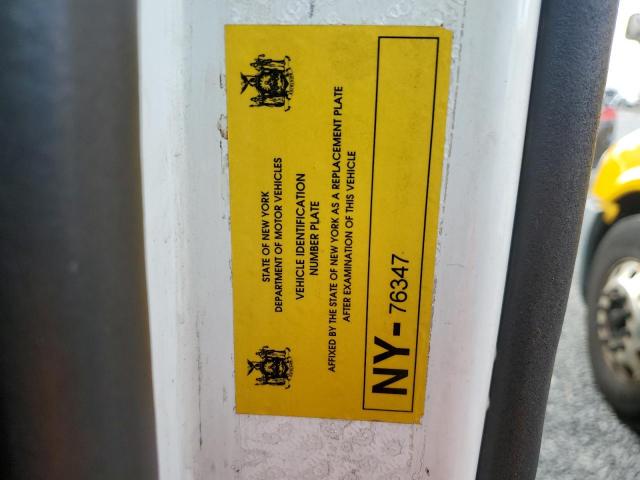 STATE OF NEW YORK
DEPARTMENT OF MOTOR VEHICLES
VEHICLE IDENTIFICATION
NUMBER PLATE
AFFIXED BY THE STATE OF NEW YORK AS A REPLACEMENT PLATE
AFTER EXAMINATION OF THIS VEHICLE
NY- 76347